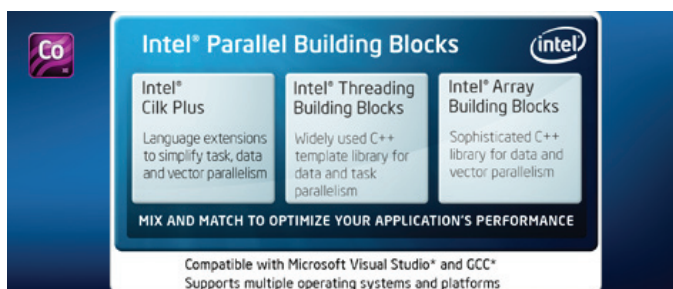 Co
Intel® Parallel Building Blocks
intel
Intel®
Cilk Plus
Language extensions
to simplify task, data
and vector parallelism
Intel® Threading
Building Blocks
Widely used C++
template library for
data and task
parallelism
Intel® Array
Building Blocks
Sophisticated C++
library for data and
vector parallelism
MIX AND MATCH TO OPTIMIZE YOUR APPLICATION'S PERFORMANCE
Compatible with Microsoft Visual Studio* and GCC*
Supports multiple operating systems and platforms